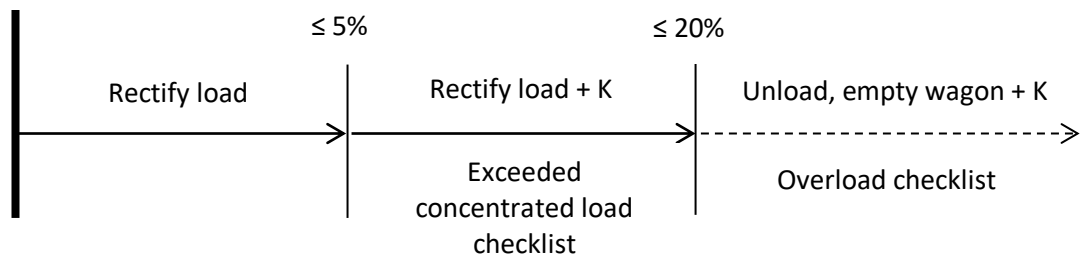 ≤ 5%
≤ 20%
Rectify load
Rectify load + K
Unload, empty wagon + K
Exceeded
concentrated load
checklist
Overload checklist